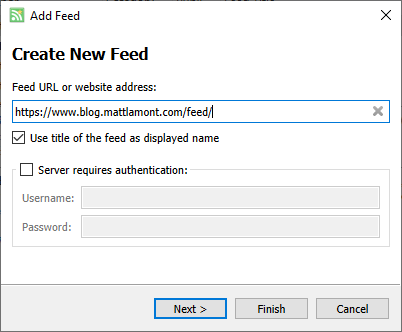 Add Feed
Create New Feed
Feed URL or website address:
https://www.blog.mattlamont.com/feed/
Use title of the feed as displayed name
Server requires authentication:
Username:
Password:
Next > Finish Cancel